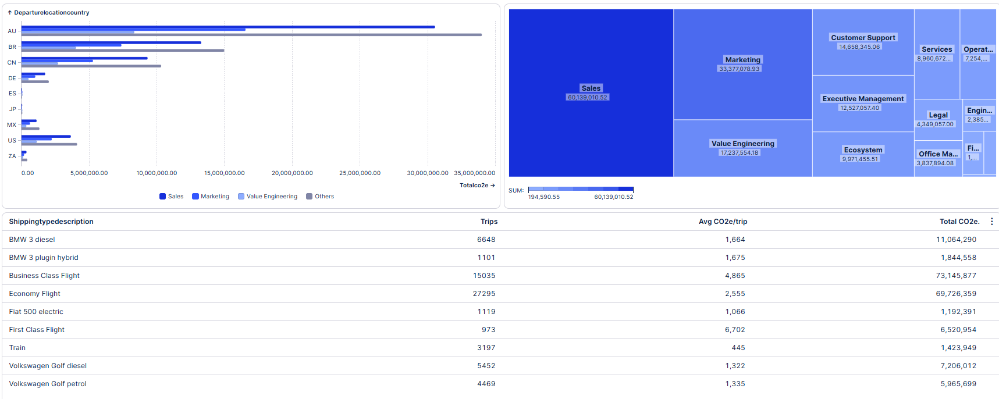 ↑ Departurelocationcountry
AU
BR
CN
DE
ES
JP
MX
US
ZA
0.00 5,000,000.00 10,000,000.00 15,000,000.00 20,000,000.00 25,000,000.00 30,000,000.00 35,000,000.00
Totalco2e →
Sales Marketing Value Engineering Others
Sales
60,139,010.52
Marketing
33,377,078.93
Value Engineering
17,237,554.18
Customer Support
14,658,345.06
Executive Management
12,527,057.40
Ecosystem
9,971,455.51
Services
8,960,672...
Operat...
7,254,...
Legal
4,349,057.00
Engin...
2,385...
Office Ma...
3,837,894.08
Fi...
1,...
SUM:
194,590.55 60,139,010.52
Shippingtypedescription Trips Avg CO2e/trip Total CO2e.
BMW 3 diesel 6648 1,664 11,064,290
BMW 3 plugin hybrid 1101 1,675 1,844,558
Business Class Flight 15035 4,865 73,145,877
Economy Flight 27295 2,555 69,726,359
Fiat 500 electric 1119 1,066 1,192,391
First Class Flight 973 6,702 6,520,954
Train 3197 445 1,423,949
Volkswagen Golf diesel 5452 1,322 7,206,012
Volkswagen Golf petrol 4469 1,335 5,965,699